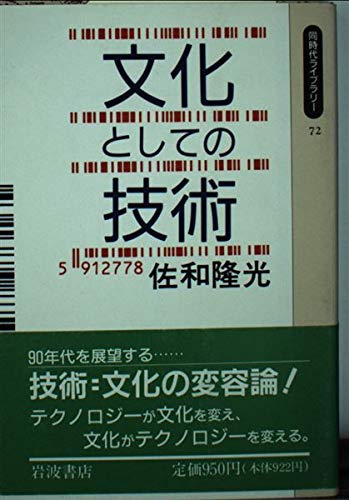 同時代ライブラリー
72
文化
としての
技術
5 912778 佐和隆光
90年代を展望する……
技術=文化の変容論!
テクノロジーが文化を変え、
文化がテクノロジーを変える。
岩波書店 定価950円(本体922円)